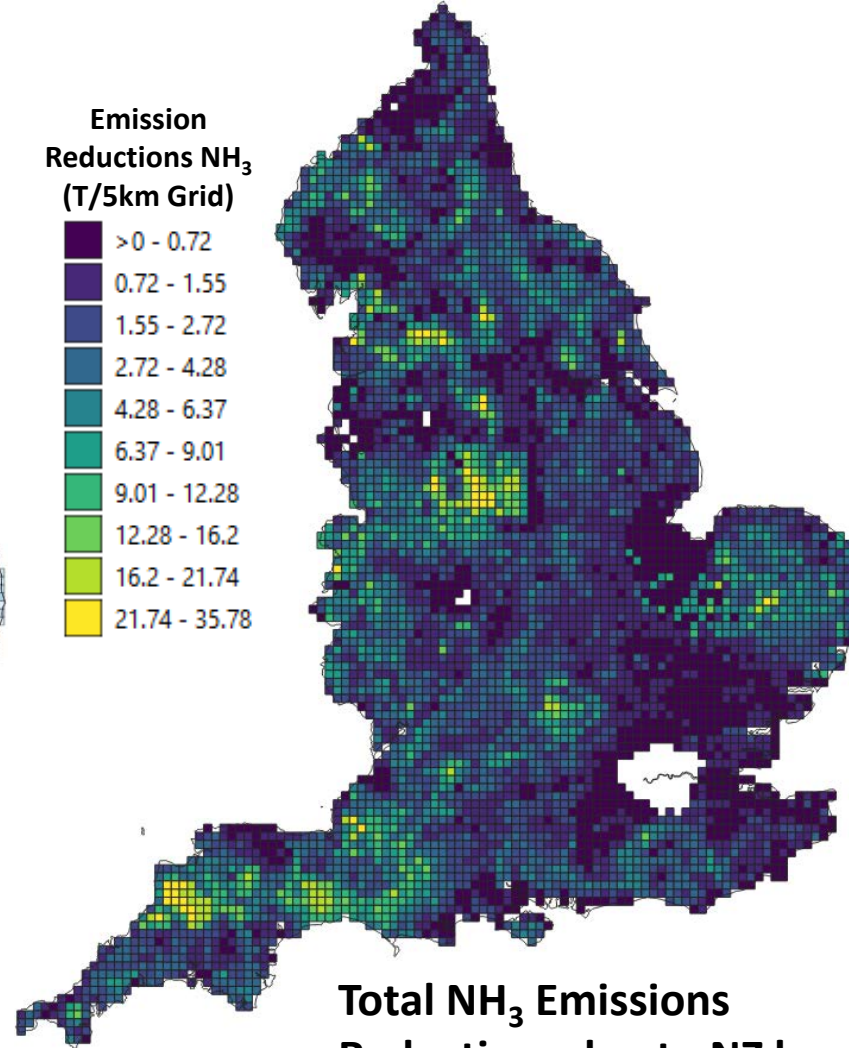 Emission
Reductions NH₃
(T/5km Grid)
>0 - 0.72
0.72 - 1.55
1.55 - 2.72
2.72 - 4.28
4.28 - 6.37
6.37 - 9.01
9.01 - 12.28
12.28 - 16.2
16.2 - 21.74
21.74 - 35.78
Total NH₃ Emissions